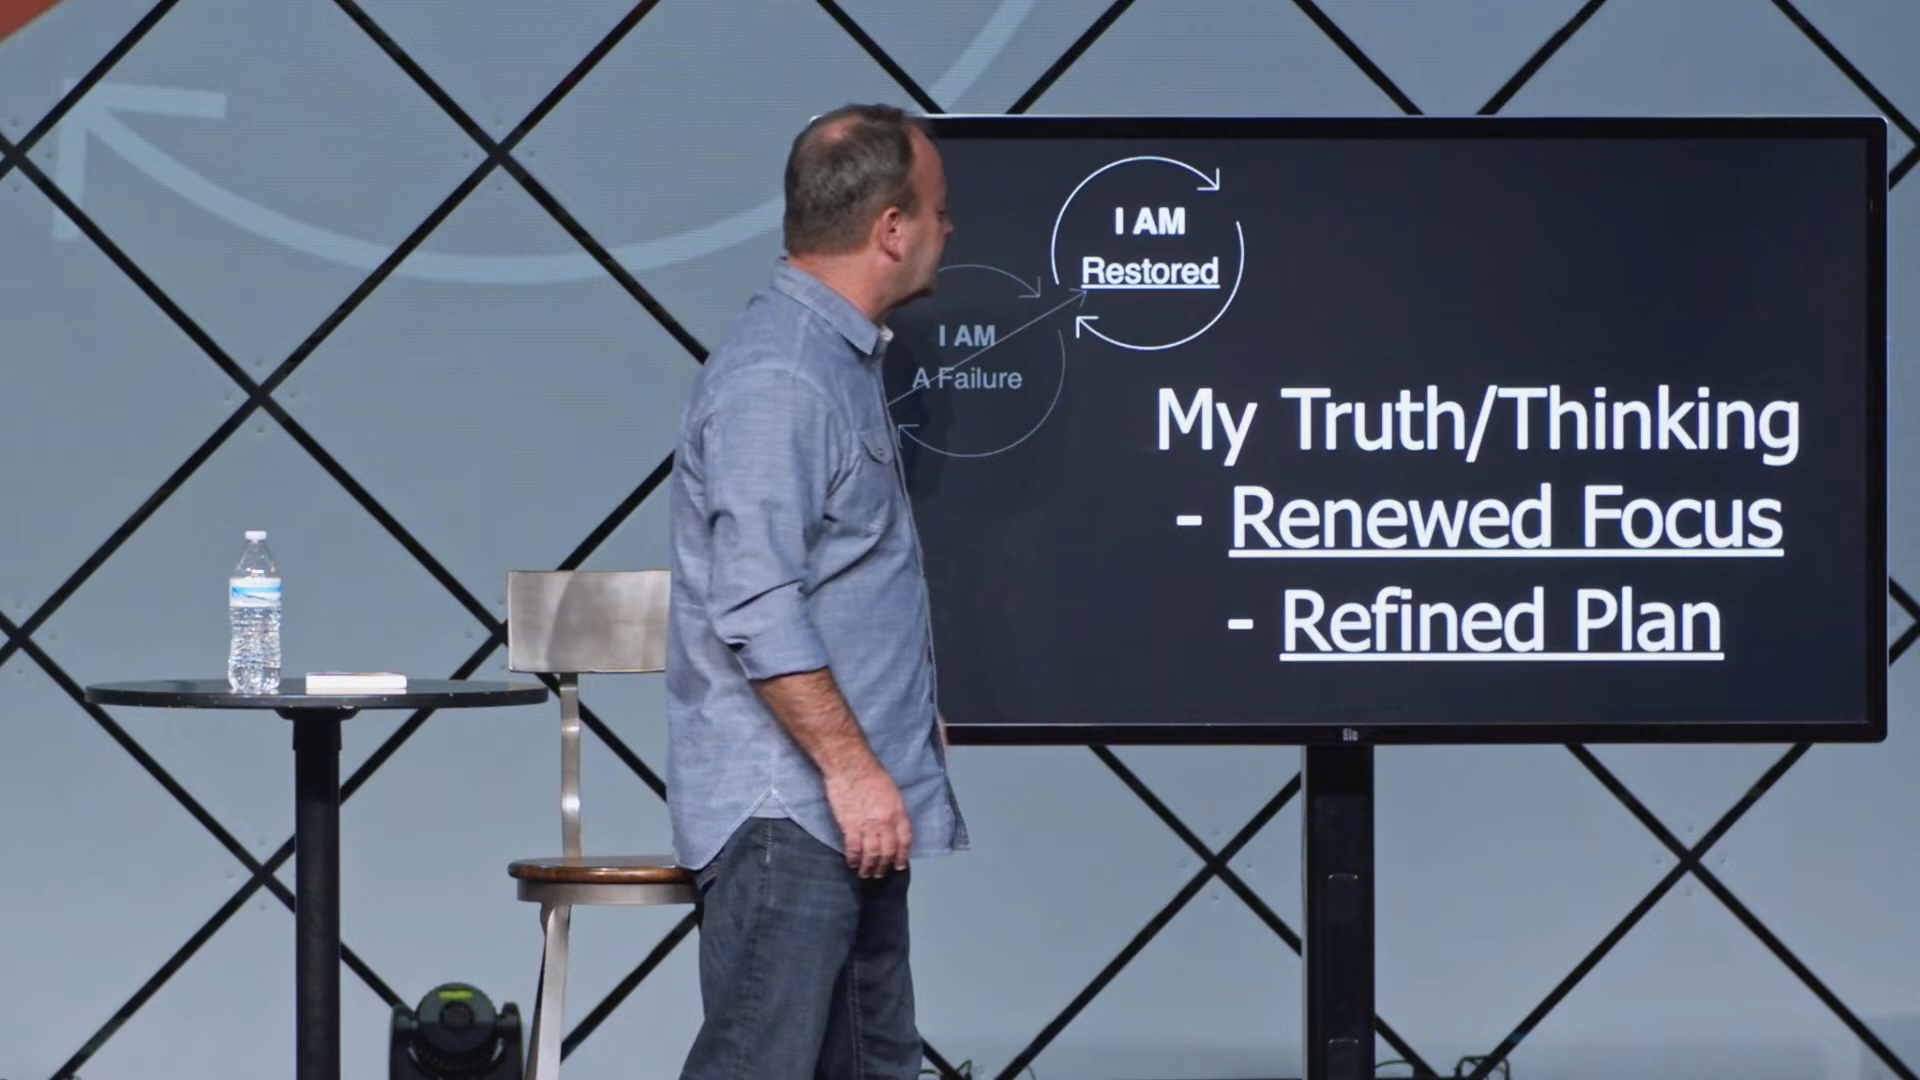 I AM
Restored
I AM
A Failure
My Truth/Thinking
- Renewed Focus
- Refined Plan